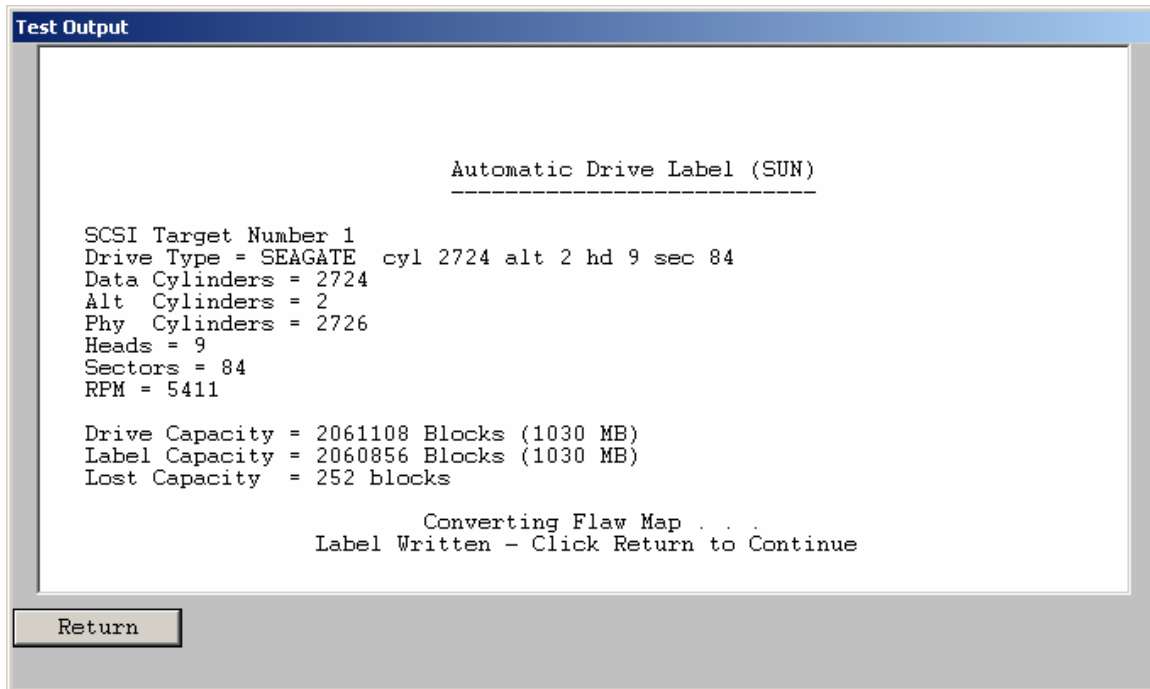 Test Output
Automatic Drive Label (SUN)
---------------------------
SCSI Target Number 1
Drive Type = SEAGATE  cyl 2724 alt 2 hd 9 sec 84
Data Cylinders = 2724
Alt  Cylinders = 2
Phy  Cylinders = 2726
Heads = 9
Sectors = 84
RPM = 5411
Drive Capacity = 2061108 Blocks (1030 MB)
Label Capacity = 2060856 Blocks (1030 MB)
Lost Capacity  = 252 blocks
Converting Flaw Map . . .
Label Written - Click Return to Continue
Return